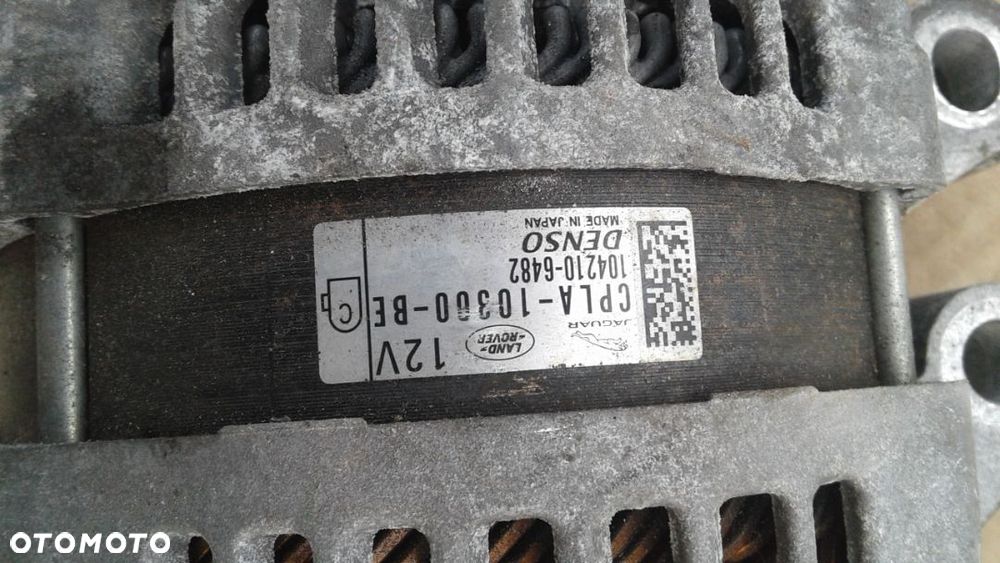 JAGUAR
LAND-
-ROVER
12V
CPLA-10300-BE
104210-6482
DENSO
MADE IN JAPAN
C
OTOMOTO